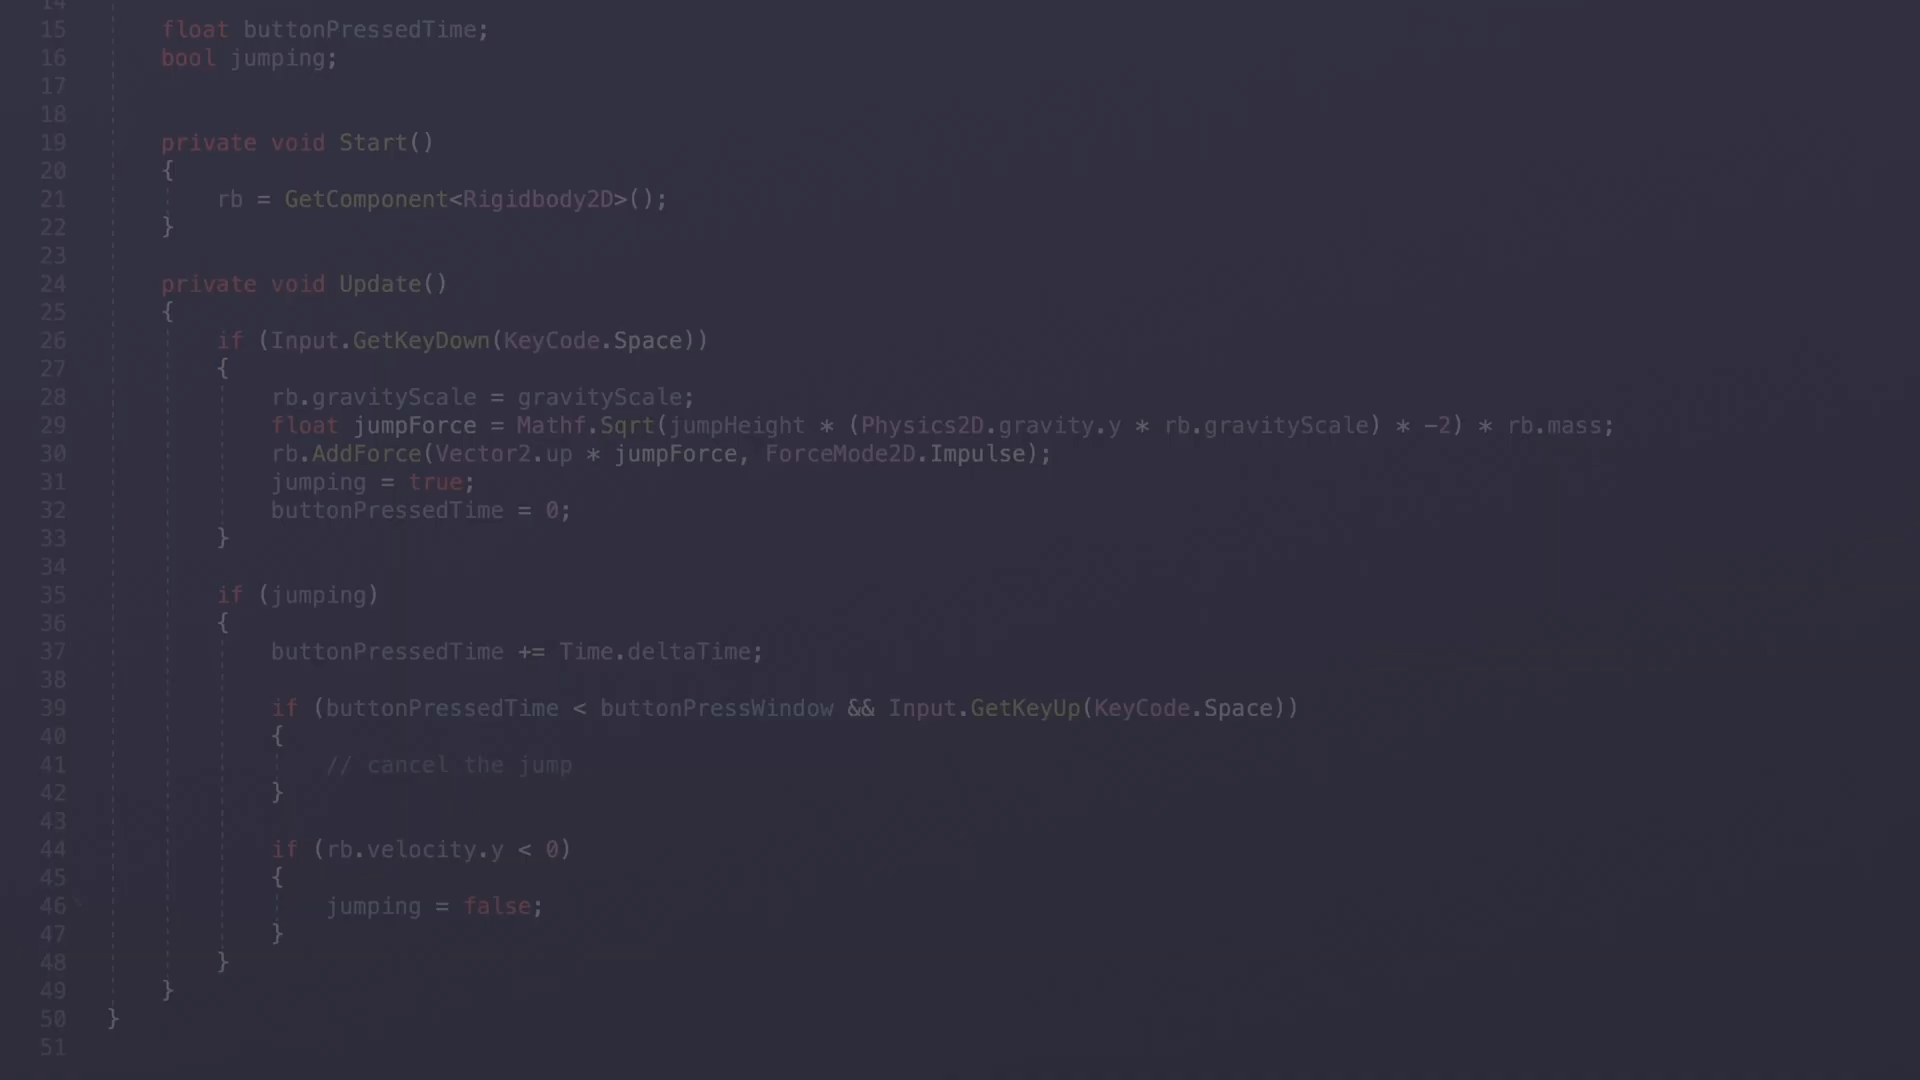 14
15 float buttonPressedTime;
16 bool jumping;
17
18
19 private void Start()
20 {
21 rb = GetComponent<Rigidbody2D>();
22 }
23
24 private void Update()
25 {
26 if (Input.GetKeyDown(KeyCode.Space))
27 {
28 rb.gravityScale = gravityScale;
29 float jumpForce = Mathf.Sqrt(jumpHeight * (Physics2D.gravity.y * rb.gravityScale) * -2) * rb.mass;
30 rb.AddForce(Vector2.up * jumpForce, ForceMode2D.Impulse);
31 jumping = true;
32 buttonPressedTime = 0;
33 }
34
35 if (jumping)
36 {
37 buttonPressedTime += Time.deltaTime;
38
39 if (buttonPressedTime < buttonPressWindow && Input.GetKeyUp(KeyCode.Space))
40 {
41 // cancel the jump
42 }
43
44 if (rb.velocity.y < 0)
45 {
46 jumping = false;
47 }
48 }
49 }
50 }
51